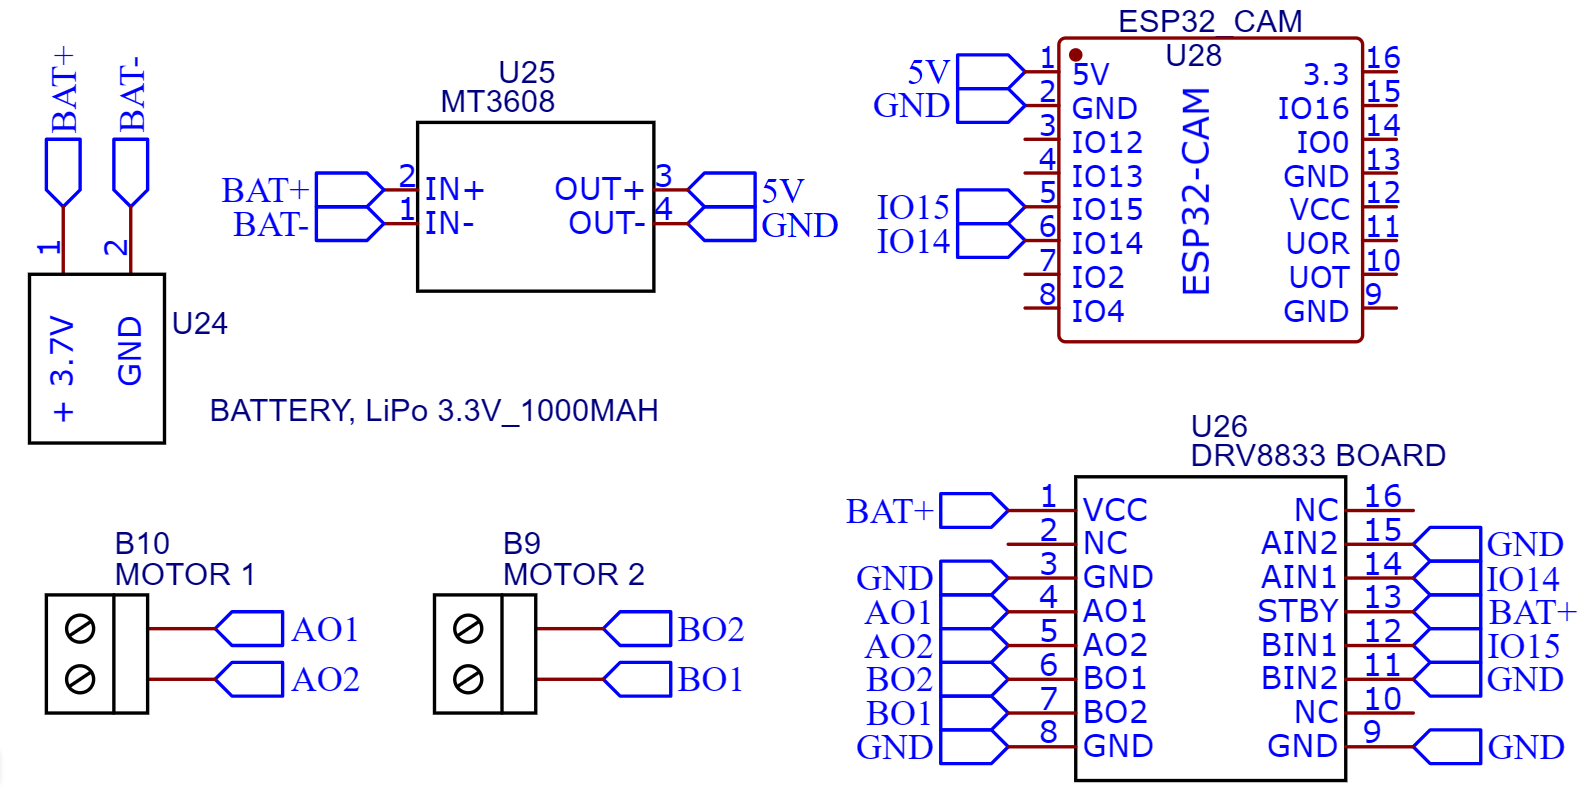 BAT+
BAT-
1
2
+ 3.7V
GND
U24
BATTERY, LiPo 3.3V_1000MAH
U25
MT3608
BAT+ 2 IN+ OUT+ 3 5V
BAT- 1 IN- OUT- 4 GND
ESP32_CAM
U28
ESP32-CAM
5V 1 5V 3.3 16
GND 2 GND IO16 15
3 IO12 IO0 14
4 IO13 GND 13
IO15 5 IO15 VCC 12
IO14 6 IO14 UOR 11
7 IO2 UOT 10
8 IO4 GND 9
B10
MOTOR 1
AO1
AO2
B9
MOTOR 2
BO2
BO1
U26
DRV8833 BOARD
BAT+ 1 VCC NC 16
2 NC AIN2 15 GND
GND 3 GND AIN1 14 IO14
AO1 4 AO1 STBY 13 BAT+
AO2 5 AO2 BIN1 12 IO15
BO2 6 BO1 BIN2 11 GND
BO1 7 BO2 NC 10
GND 8 GND GND 9 GND